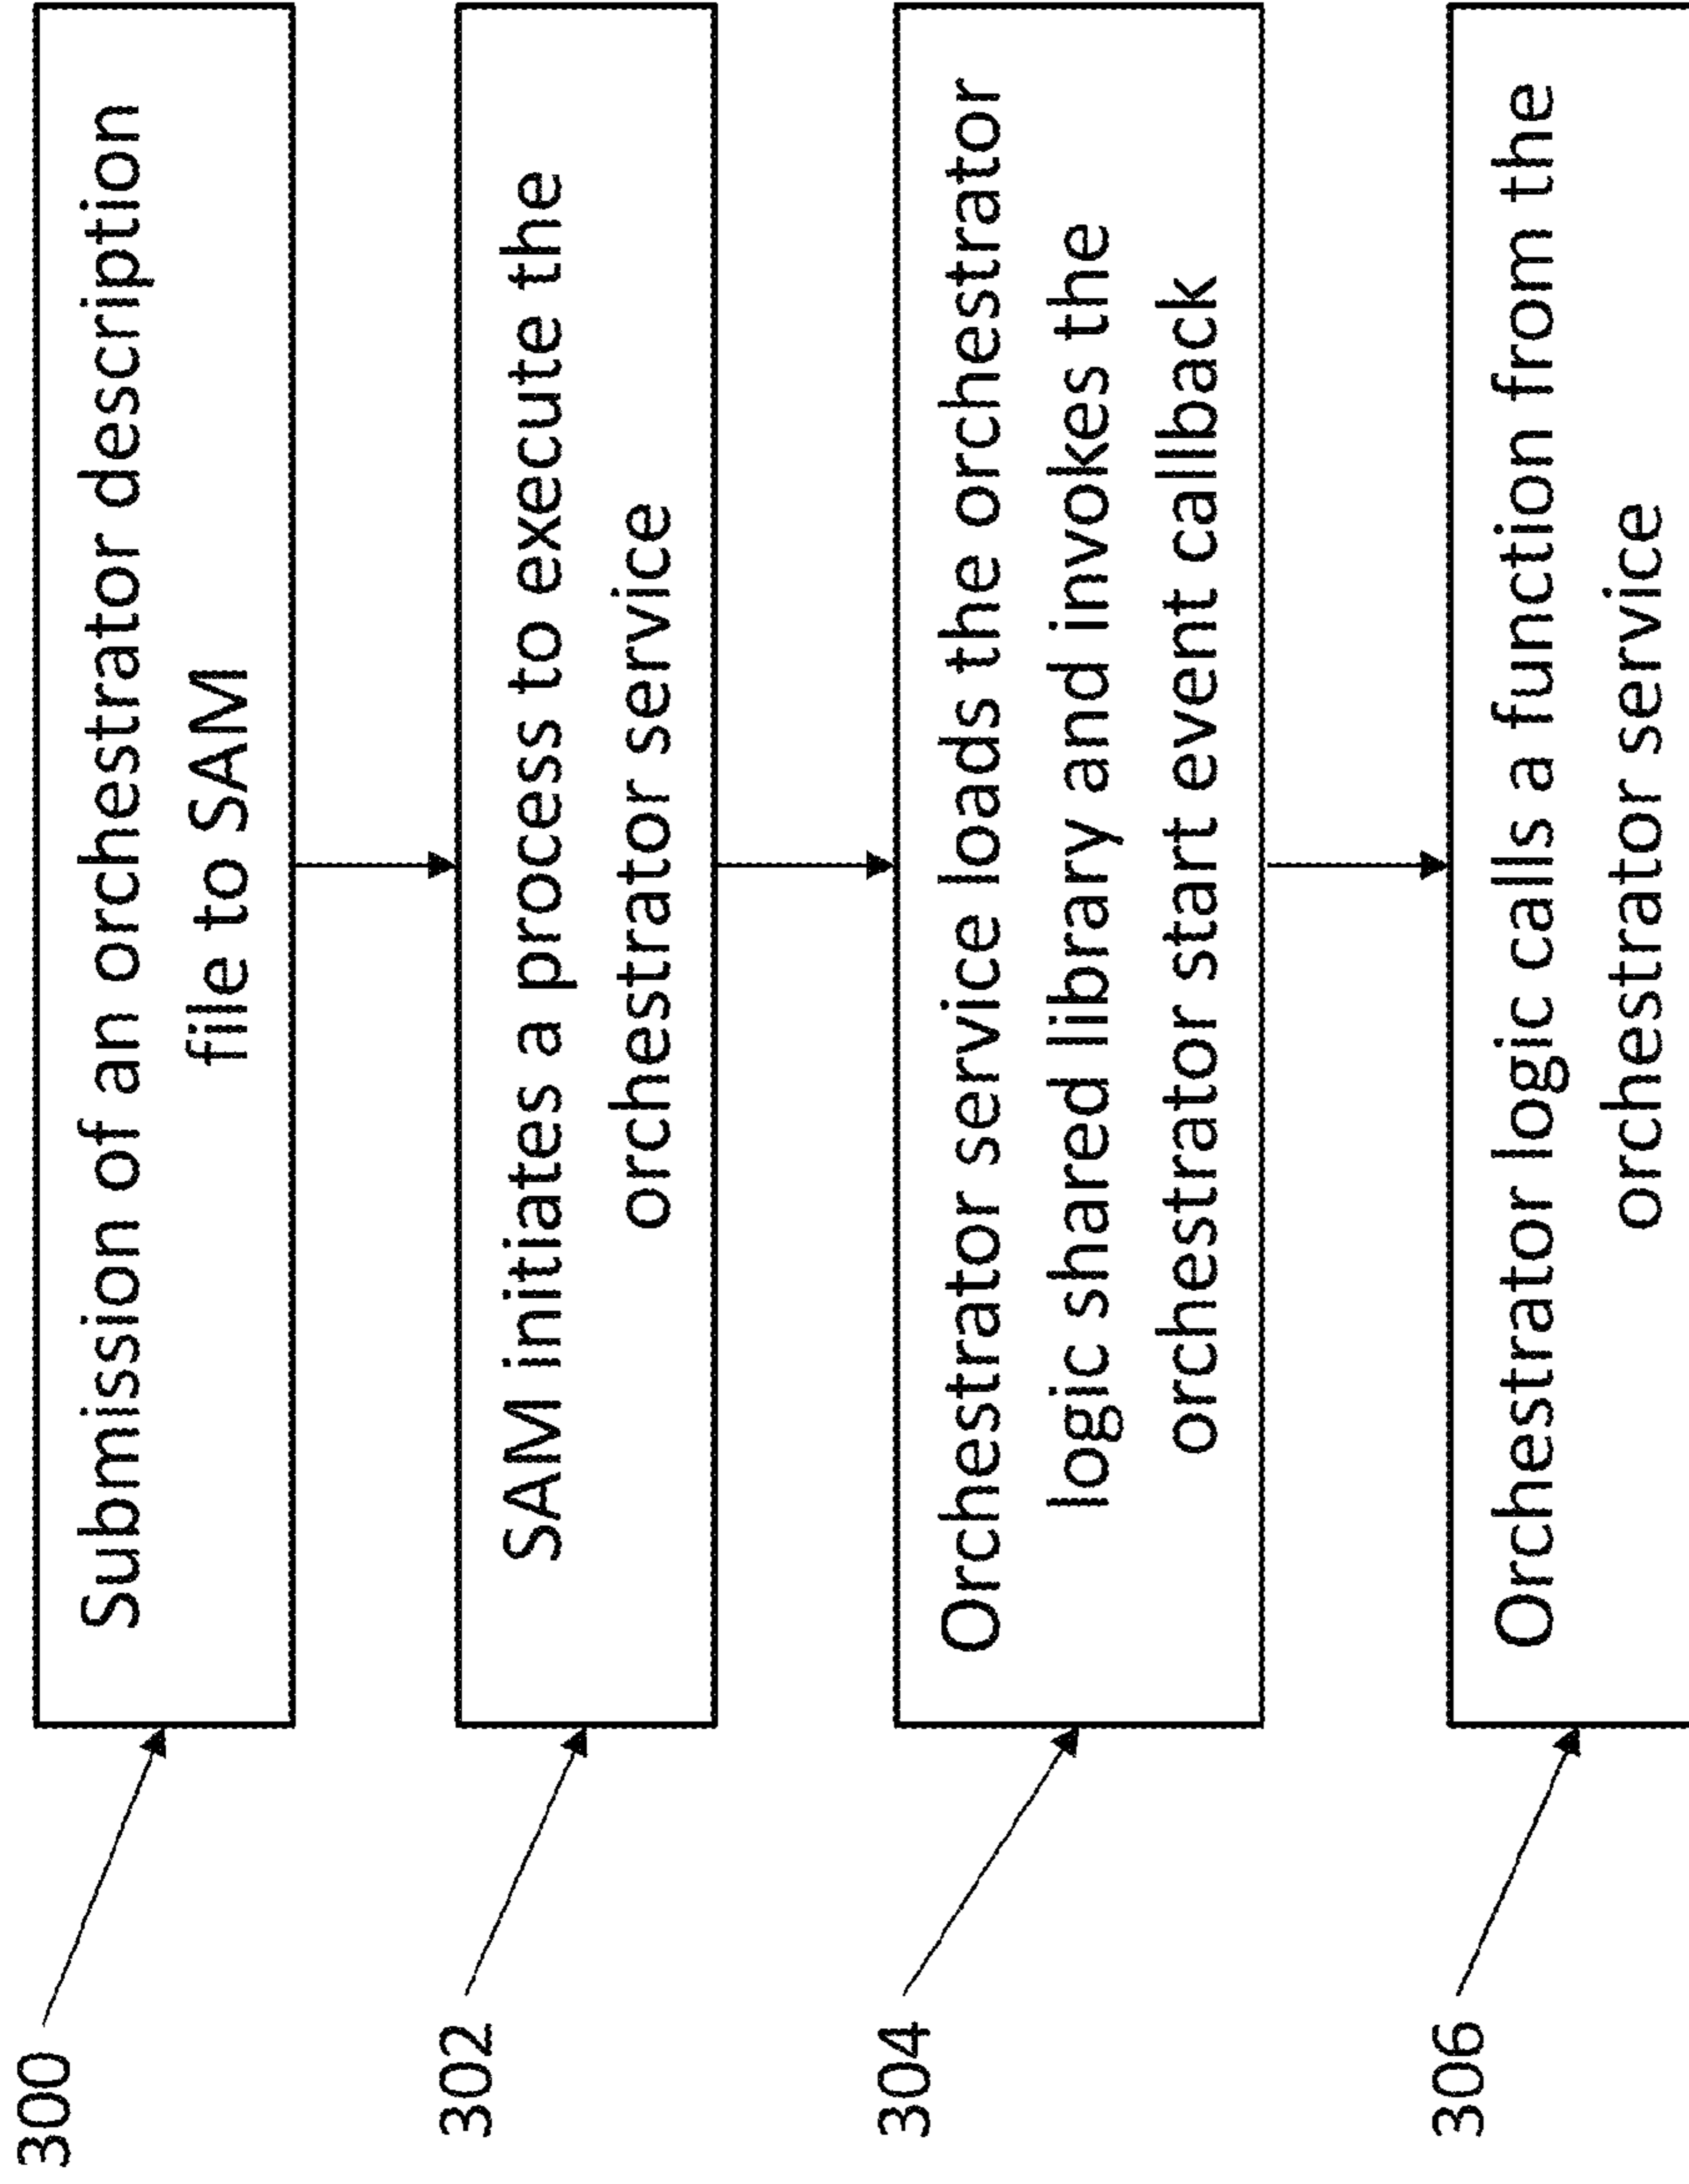 300
Submission of an orchestrator description
file to SAM
302
SAM initiates a process to execute the
orchestrator service
304
Orchestrator service loads the orchestrator
logic shared library and invokes the
orchestrator start event callback
306
Orchestrator logic calls a function from the
orchestrator service